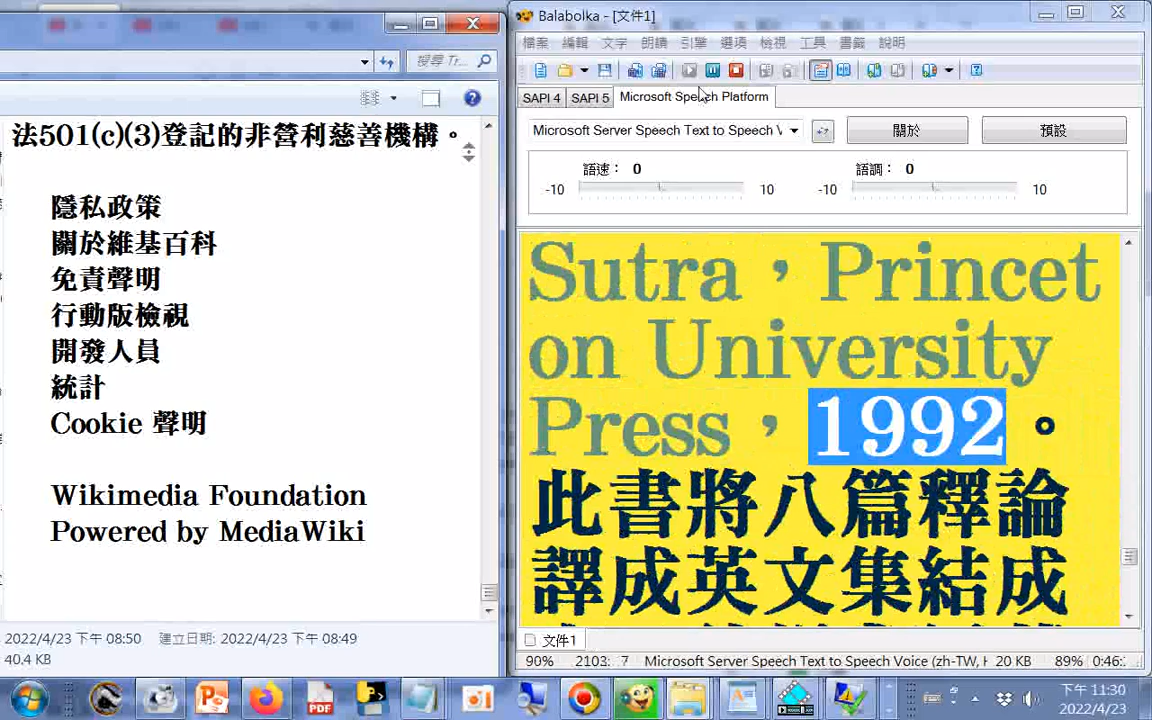 搜尋 Tr...
法501(c)(3)登記的非營利慈善機構。
隱私政策
關於維基百科
免責聲明
行動版檢視
開發人員
統計
Cookie 聲明
Wikimedia Foundation
Powered by MediaWiki
2022/4/23 下午 08:50 建立日期: 2022/4/23 下午 08:49
40.4 KB
Balabolka - [文件1]
檔案 編輯 文字 朗讀 引擎 選項 檢視 工具 書籤 說明
SAPI 4 SAPI 5 Microsoft Speech Platform
Microsoft Server Speech Text to Speech V 關於 預設
語速： 0 語調： 0
-10 10 -10 10
Sutra，Princet
on University
Press，1992。
此書將八篇釋論
譯成英文集結成
文件1
90% 2103: 7 Microsoft Server Speech Text to Speech Voice (zh-TW, H 20 KB 89% 0:46:
下午 11:30
2022/4/23